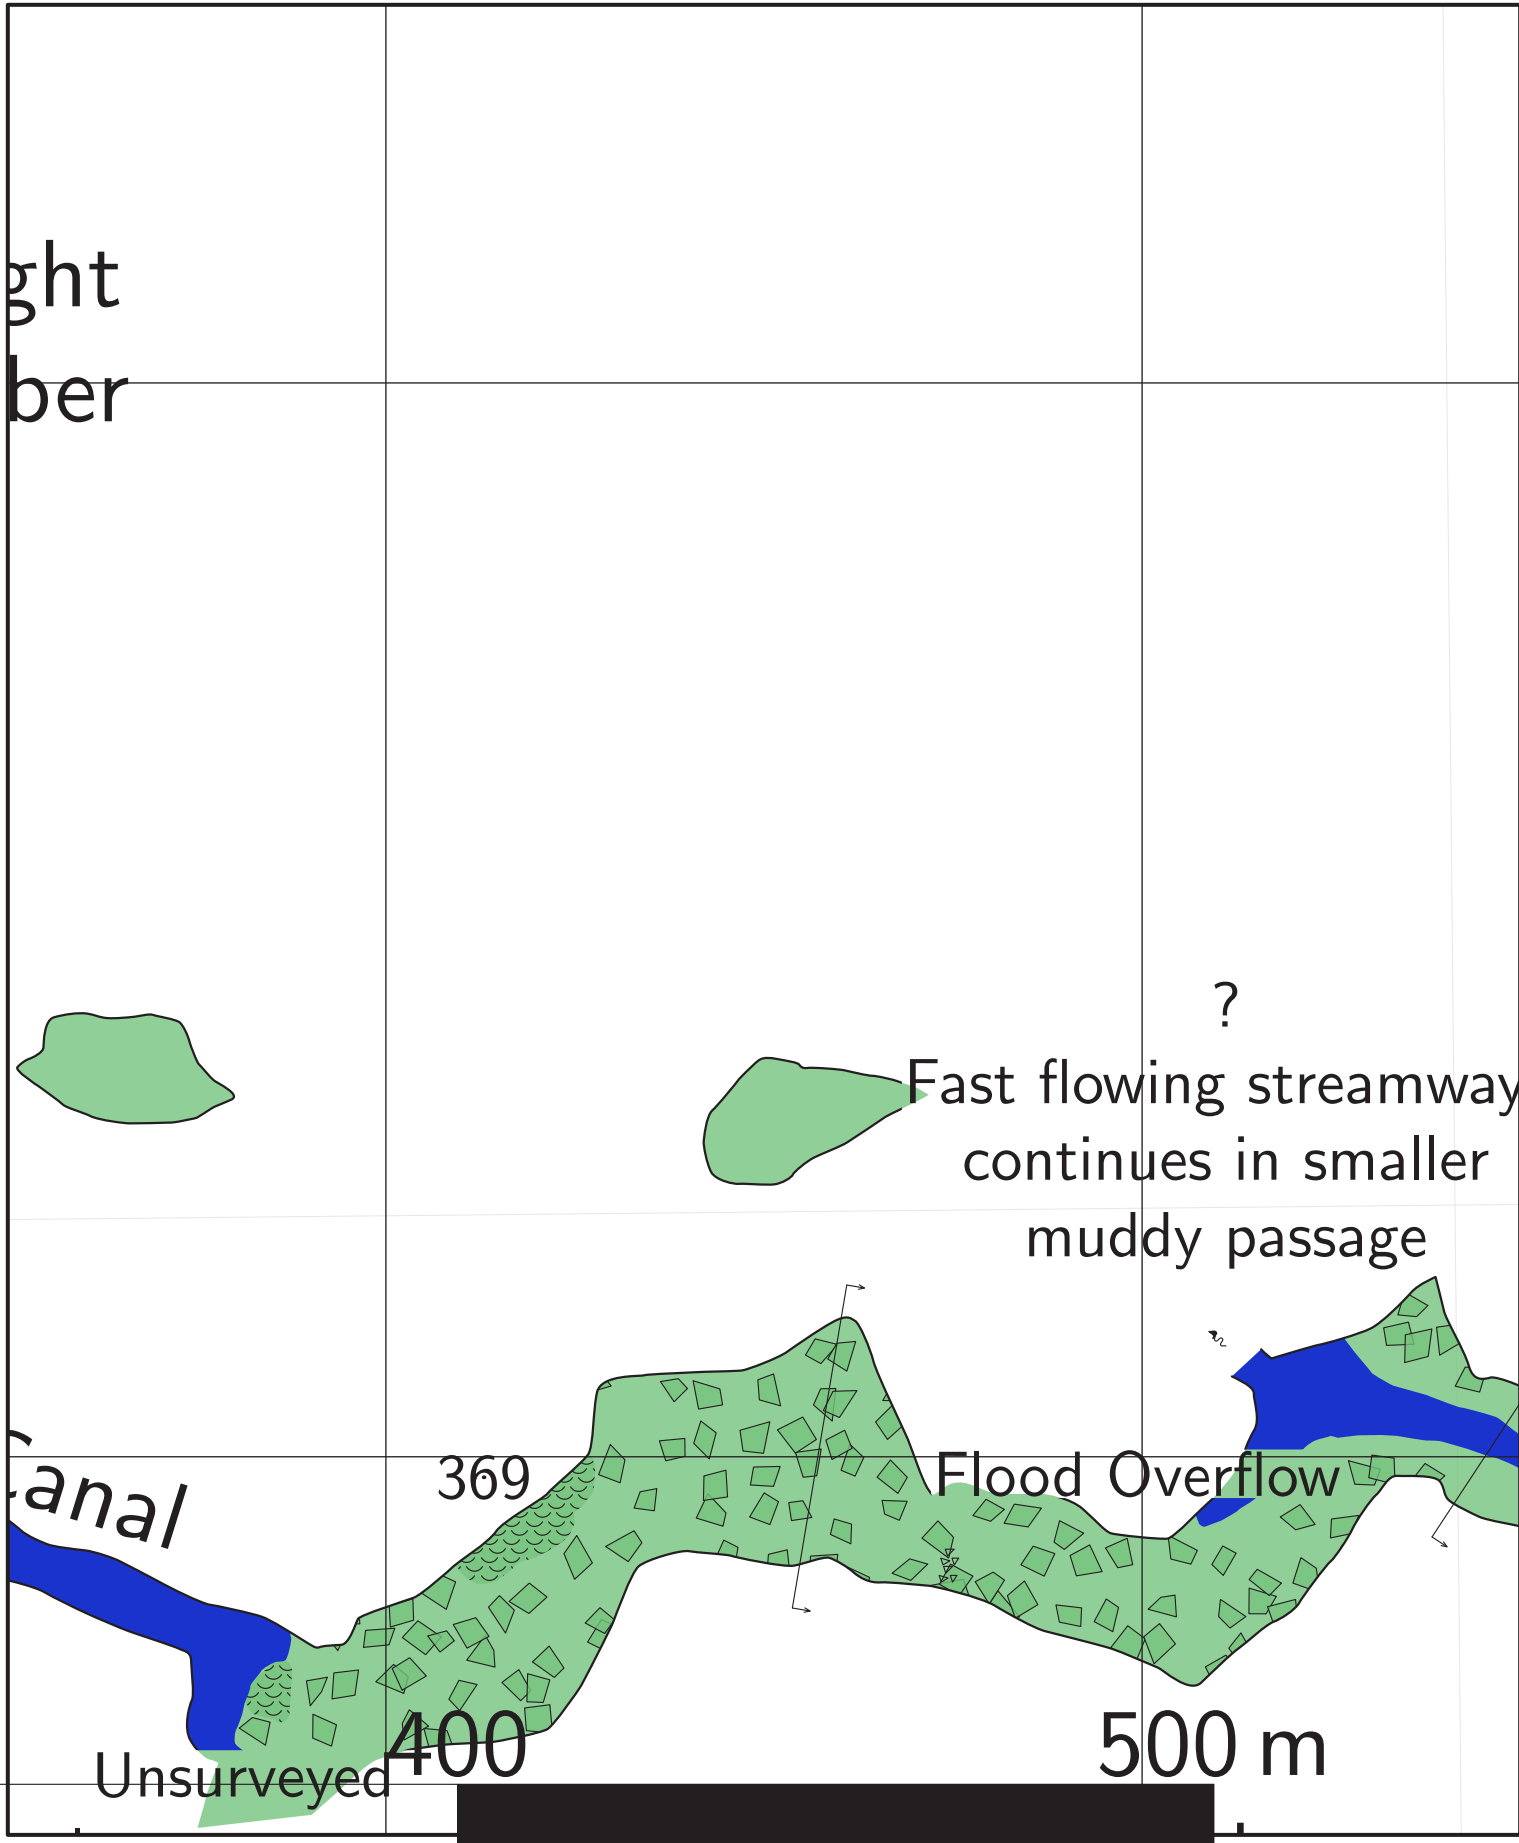 ght
ber
?
Fast flowing streamway
continues in smaller
muddy passage
Canal
369
Flood Overflow
400
500 m
Unsurveyed